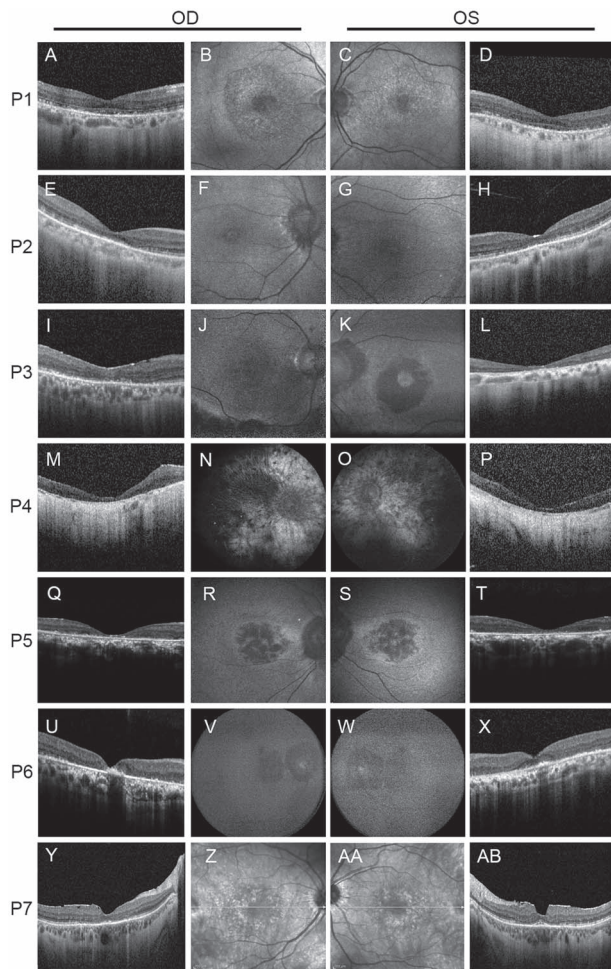 OD OS
A B C D
P1
E F G H
P2
I J K L
P3
M N O P
P4
Q R S T
P5
U V W X
P6
Y Z AA AB
P7